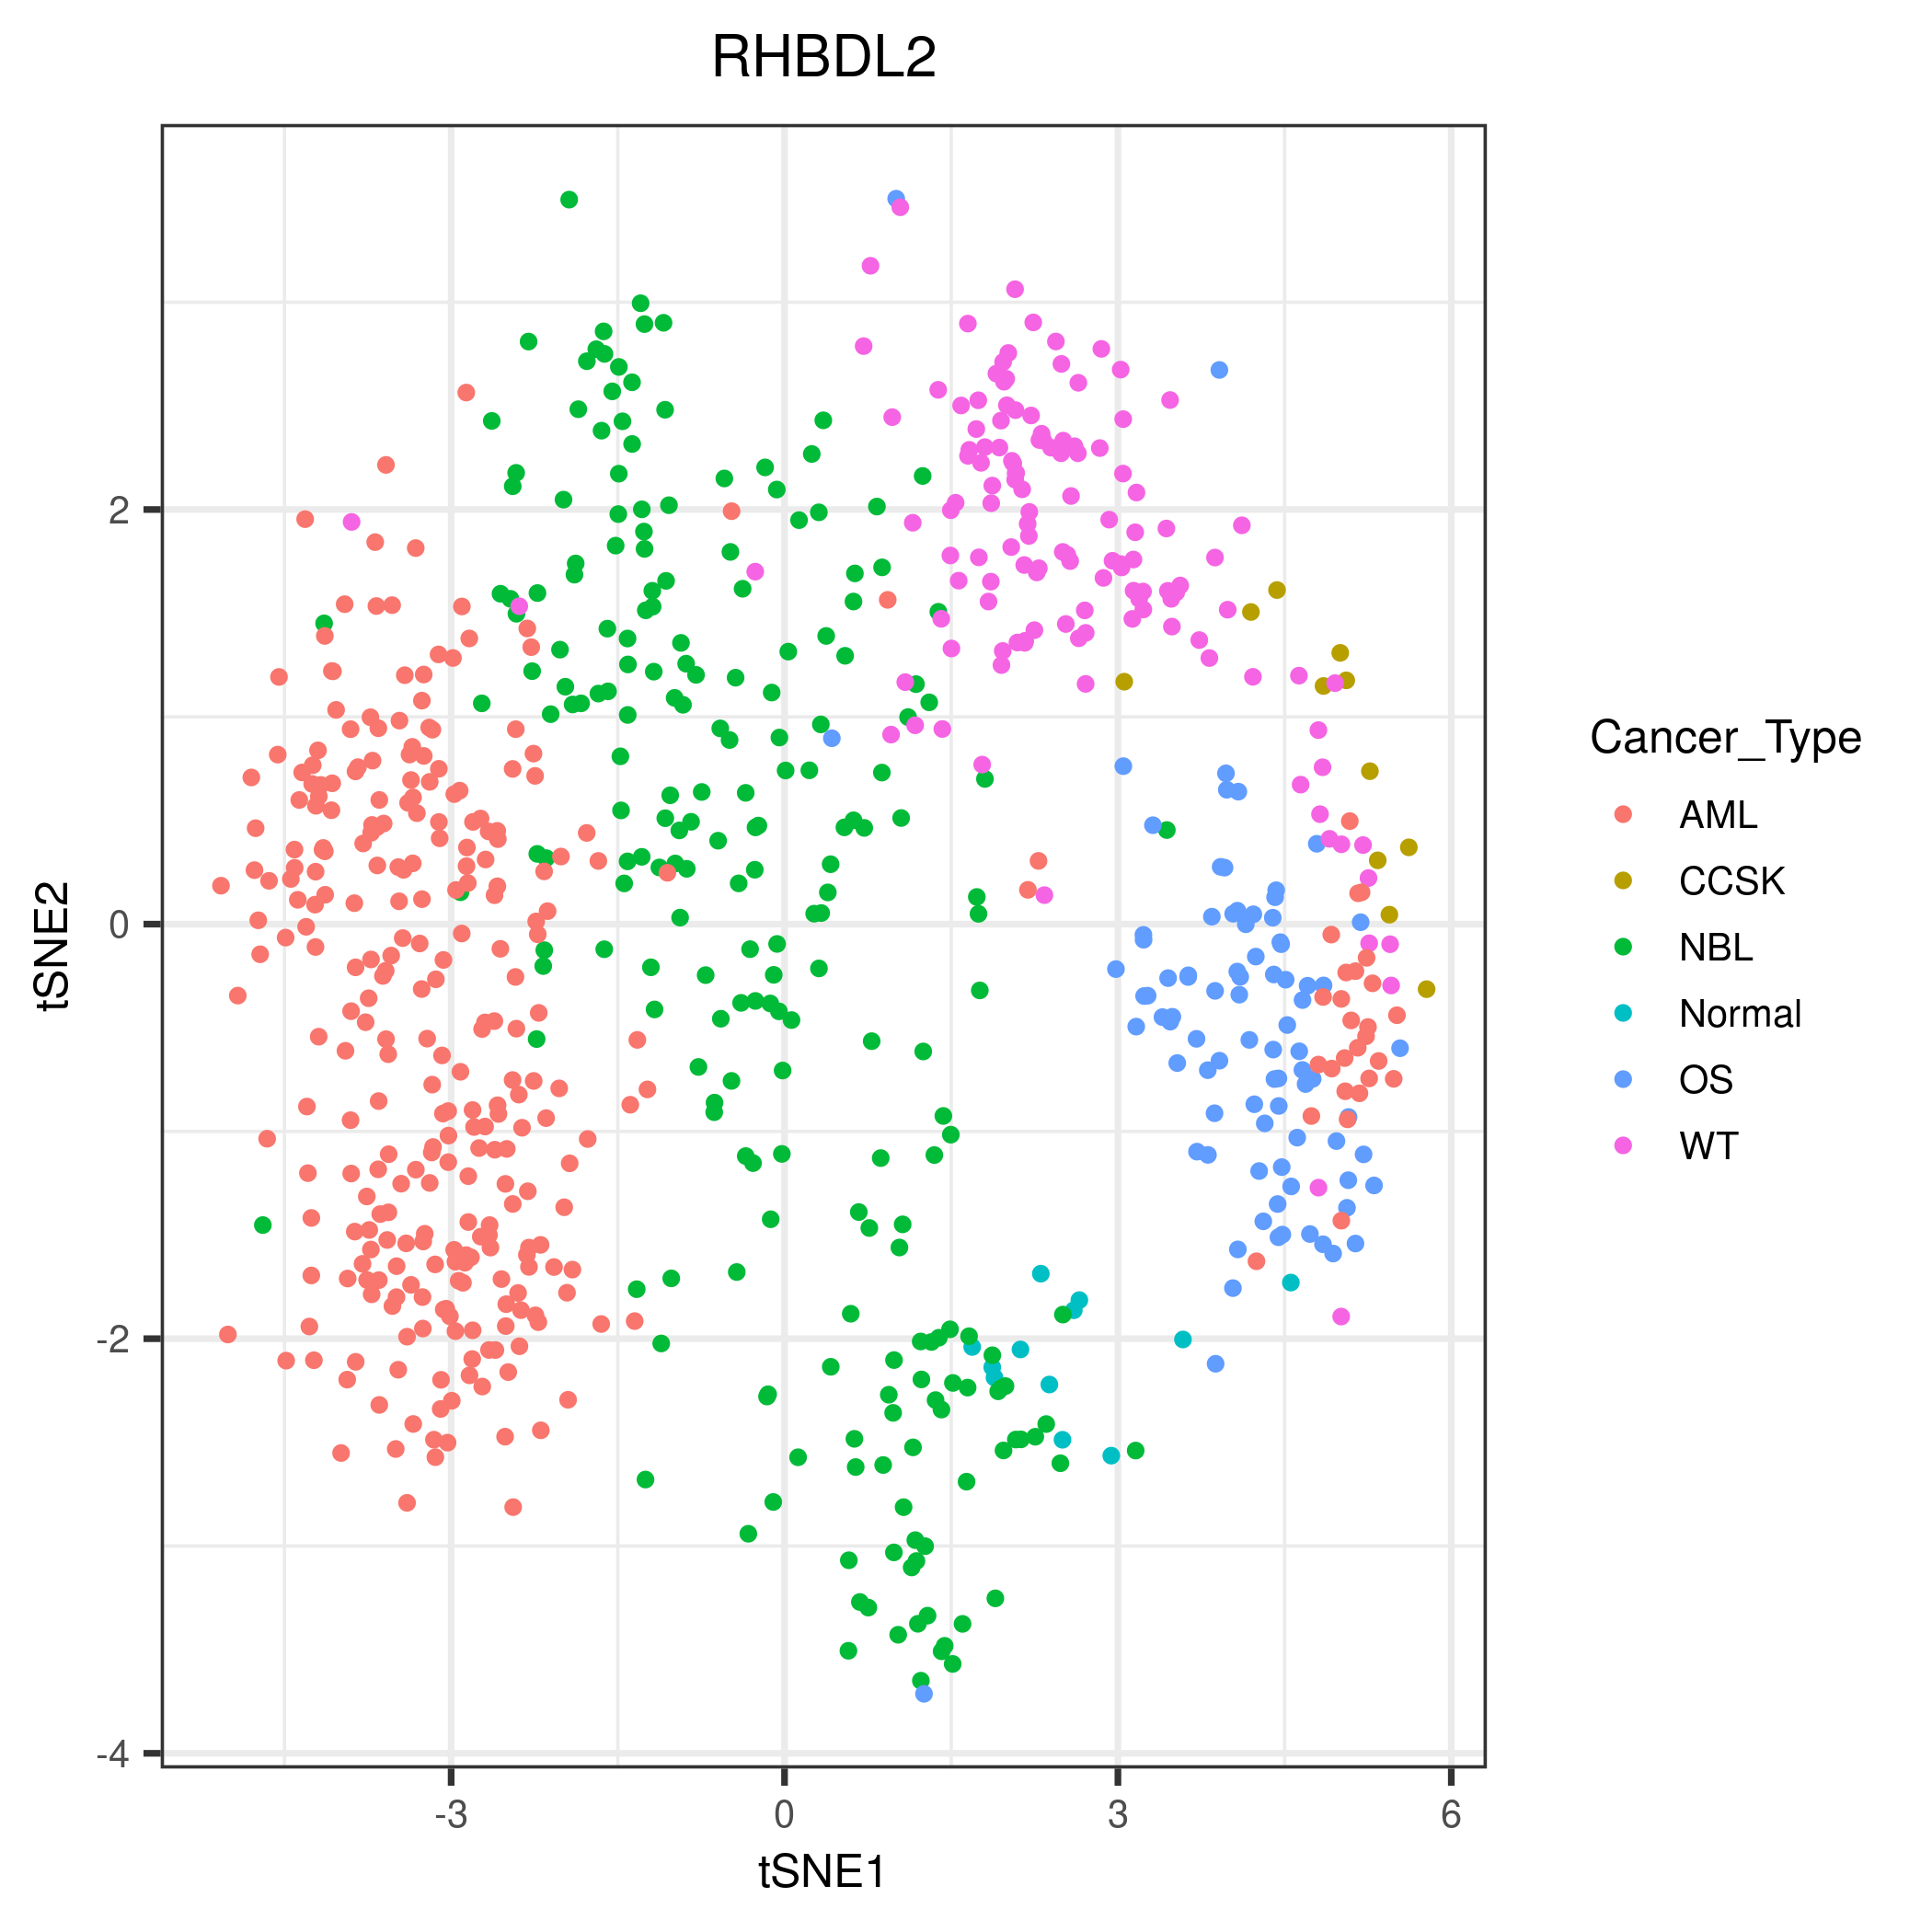 RHBDL2
2
0
-2
-4
tSNE2
-3 0 3 6
tSNE1
Cancer_Type
AML
CCSK
NBL
Normal
OS
WT